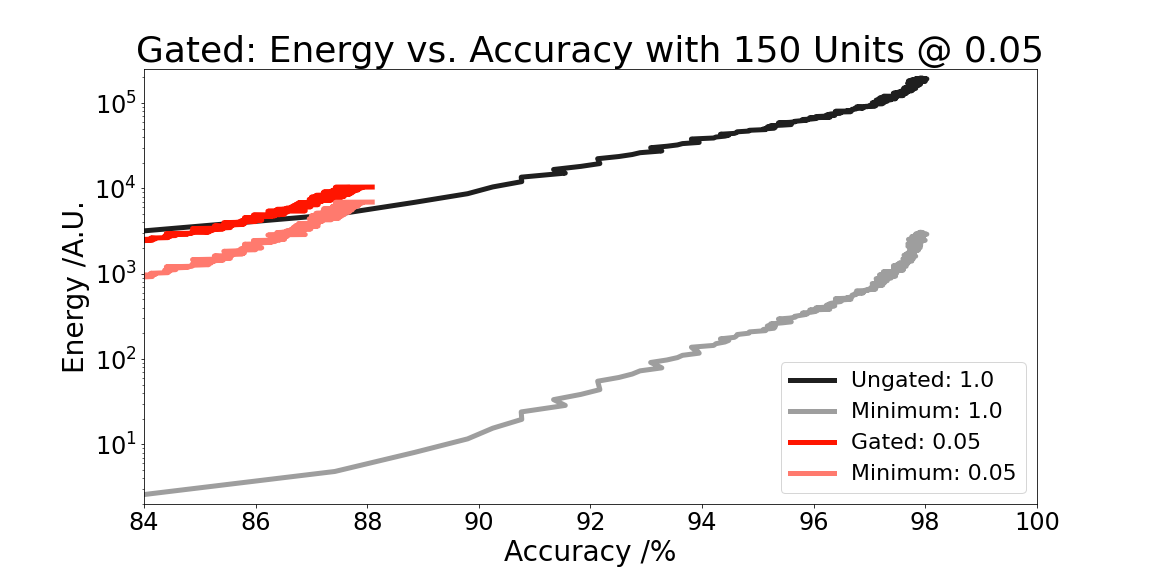 Gated: Energy vs. Accuracy with 150 Units @ 0.05
Energy /A.U.
10^5
10^4
10^3
10^2
10^1
84 86 88 90 92 94 96 98 100
Accuracy /%
Ungated: 1.0
Minimum: 1.0
Gated: 0.05
Minimum: 0.05